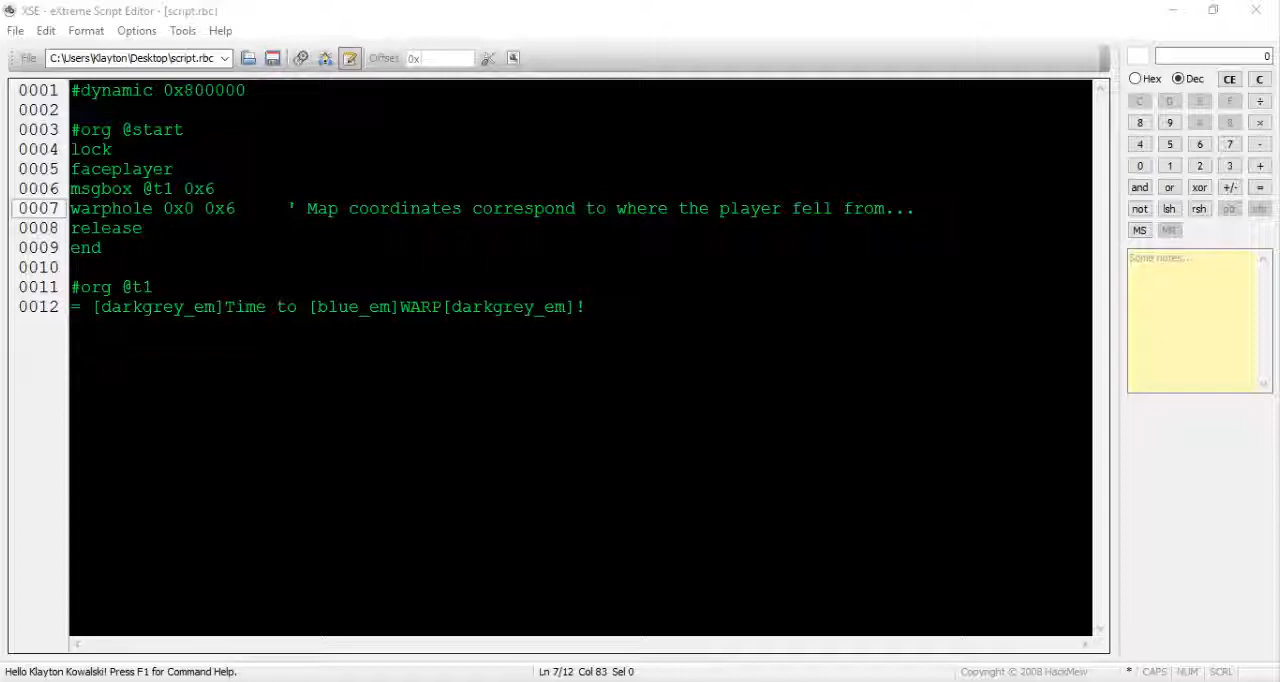 XSE - eXtreme Script Editor - [script.rbc]
File Edit Format Options Tools Help
File C:\Users\Klayton\Desktop\script.rbc Offset: 0x
0
Hex Dec CE C
0001 #dynamic 0x800000
0002
0003 #org @start
0004 lock
0005 faceplayer
0006 msgbox @t1 0x6
0007 warphole 0x0 0x6 ' Map coordinates correspond to where the player fell from...
0008 release
0009 end
0010
0011 #org @t1
0012 = [darkgrey_em]Time to [blue_em]WARP[darkgrey_em]!
8 9 ×
4 5 6 7 -
0 1 2 3 +
and or xor +/- =
not lsh rsh
MS
Some notes...
Hello Klayton Kowalski! Press F1 for Command Help. Ln 7/12 Col 83 Sel 0 Copyright © 2008 HackMew * CAPS NUM SCRL